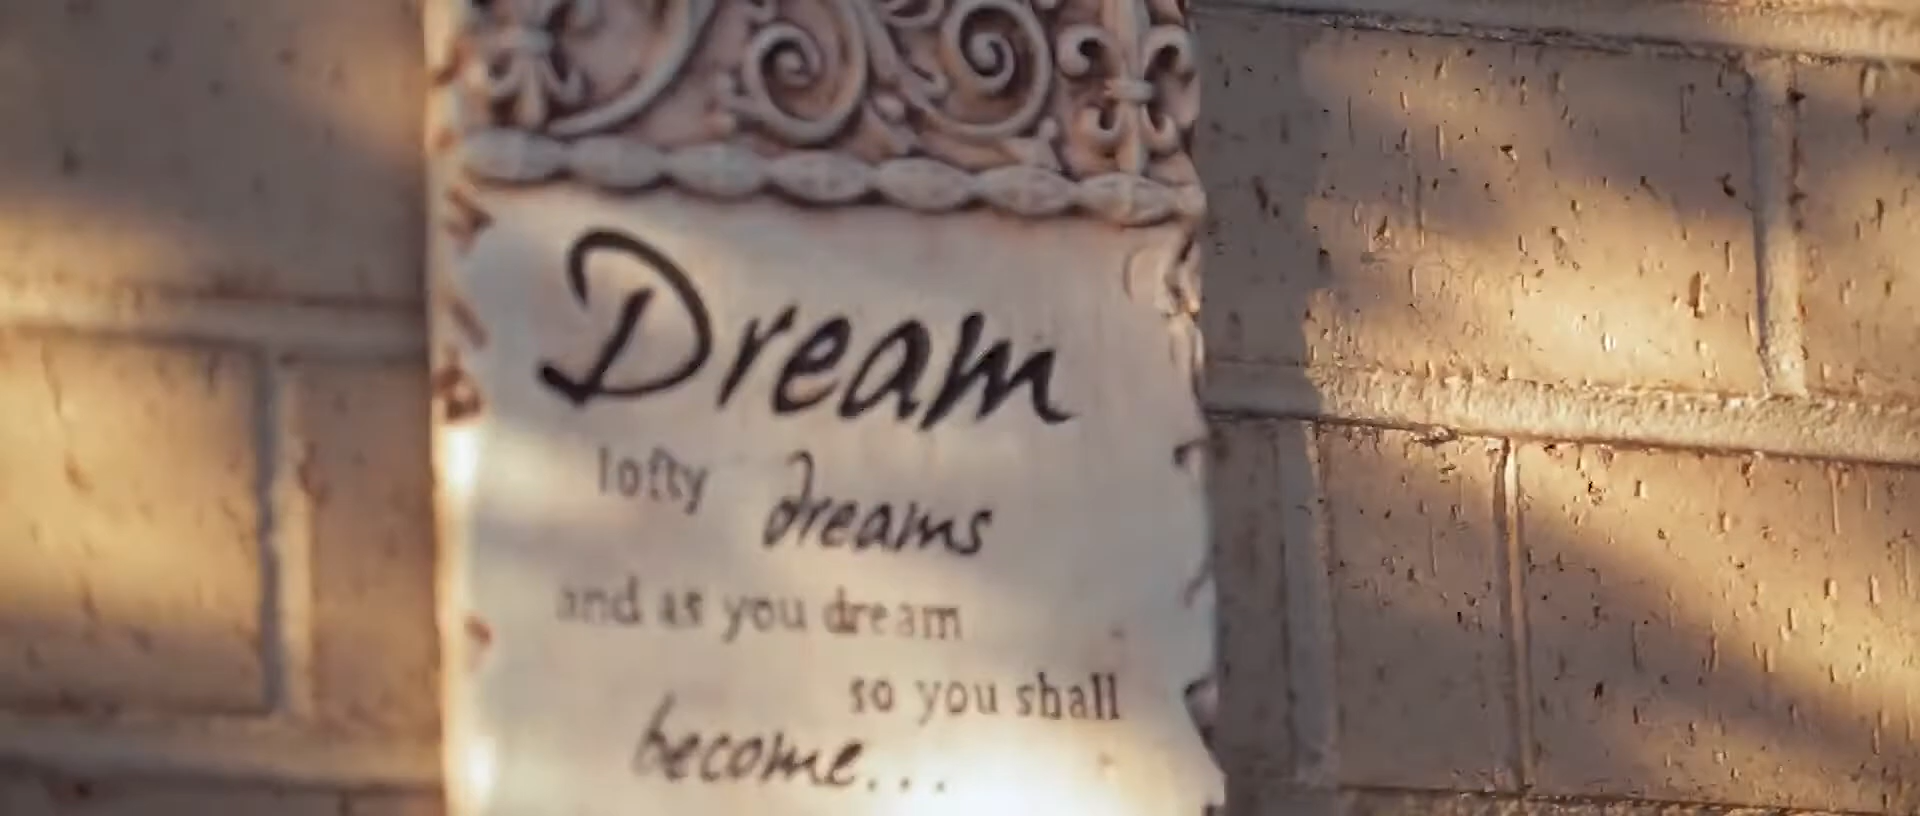 Dream
lofty dreams
and as you dream
so you shall
become...